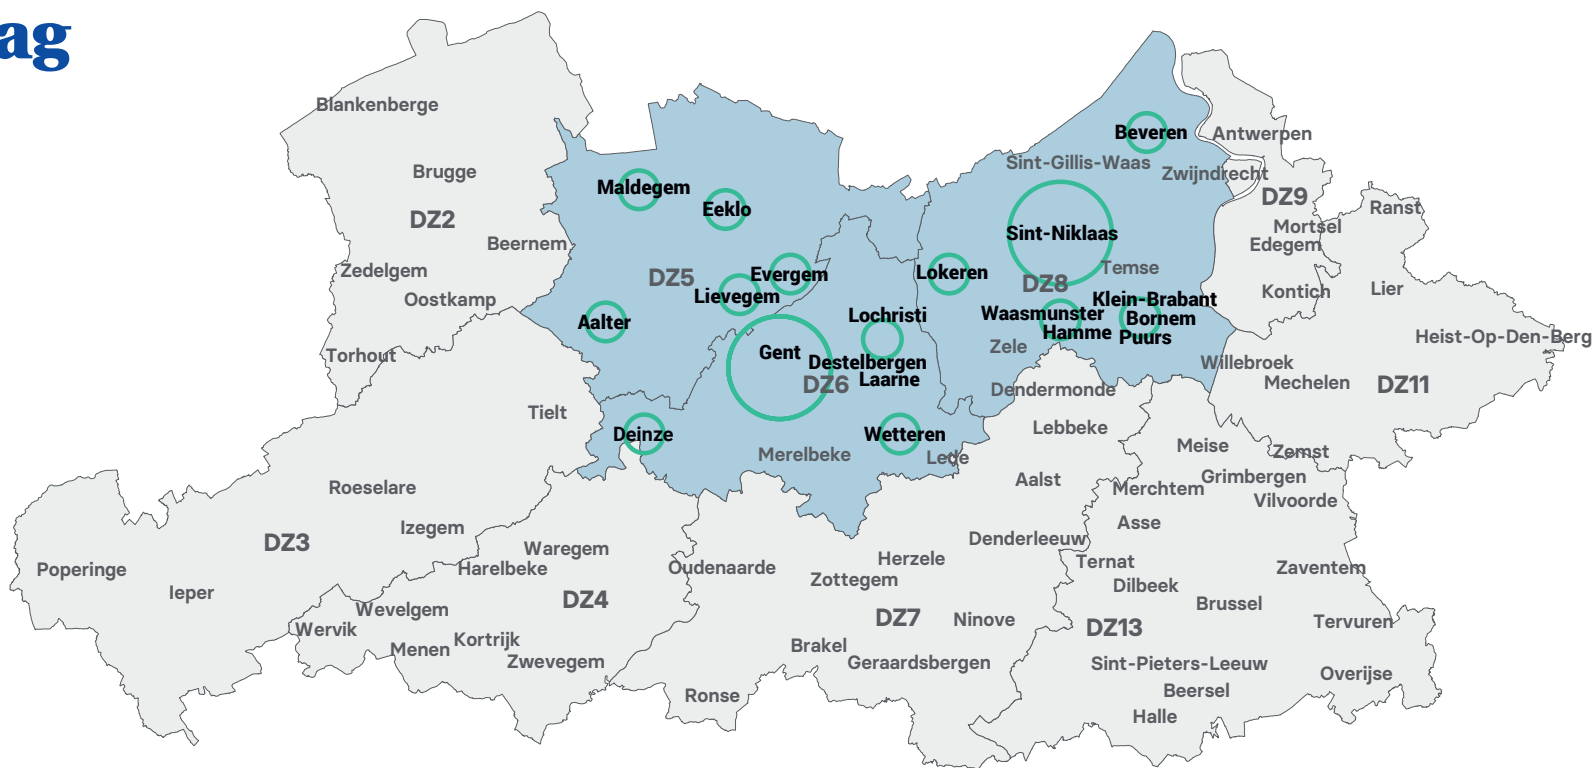 ag
Blankenberge
Brugge
DZ2
Beernem
Zedelgem
Oostkamp
Torhout
Maldegem
Eeklo
DZ5
Evergem
Lievegem
Aalter
Beveren
Sint-Gillis-Waas
Zwijndrecht
Sint-Niklaas
Lokeren
Temse
DZ8
Klein-Brabant
Bornem
Puurs
Waasmunster
Hamme
Zele
Antwerpen
DZ9
Mortsel
Edegem
Kontich
Ranst
Lier
Heist-Op-Den-Berg
Willebroek
Mechelen
DZ11
Lochristi
Gent
Destelbergen
DZ6
Laarne
Deinze
Wetteren
Merelbeke
Lede
Dendermonde
Lebbeke
Aalst
Denderleeuw
Herzele
Zottegem
Oudenaarde
DZ7
Ninove
Brakel
Geraardsbergen
Ronse
Tielt
Roeselare
Izegem
DZ3
Poperinge
Ieper
Waregem
Harelbeke
DZ4
Wevelgem
Wervik
Menen
Kortrijk
Zwevegem
Meise
Zemst
Grimbergen
Merchtem
Vilvoorde
Asse
Ternat
Dilbeek
Zaventem
Brussel
DZ13
Tervuren
Sint-Pieters-Leeuw
Overijse
Beersel
Halle